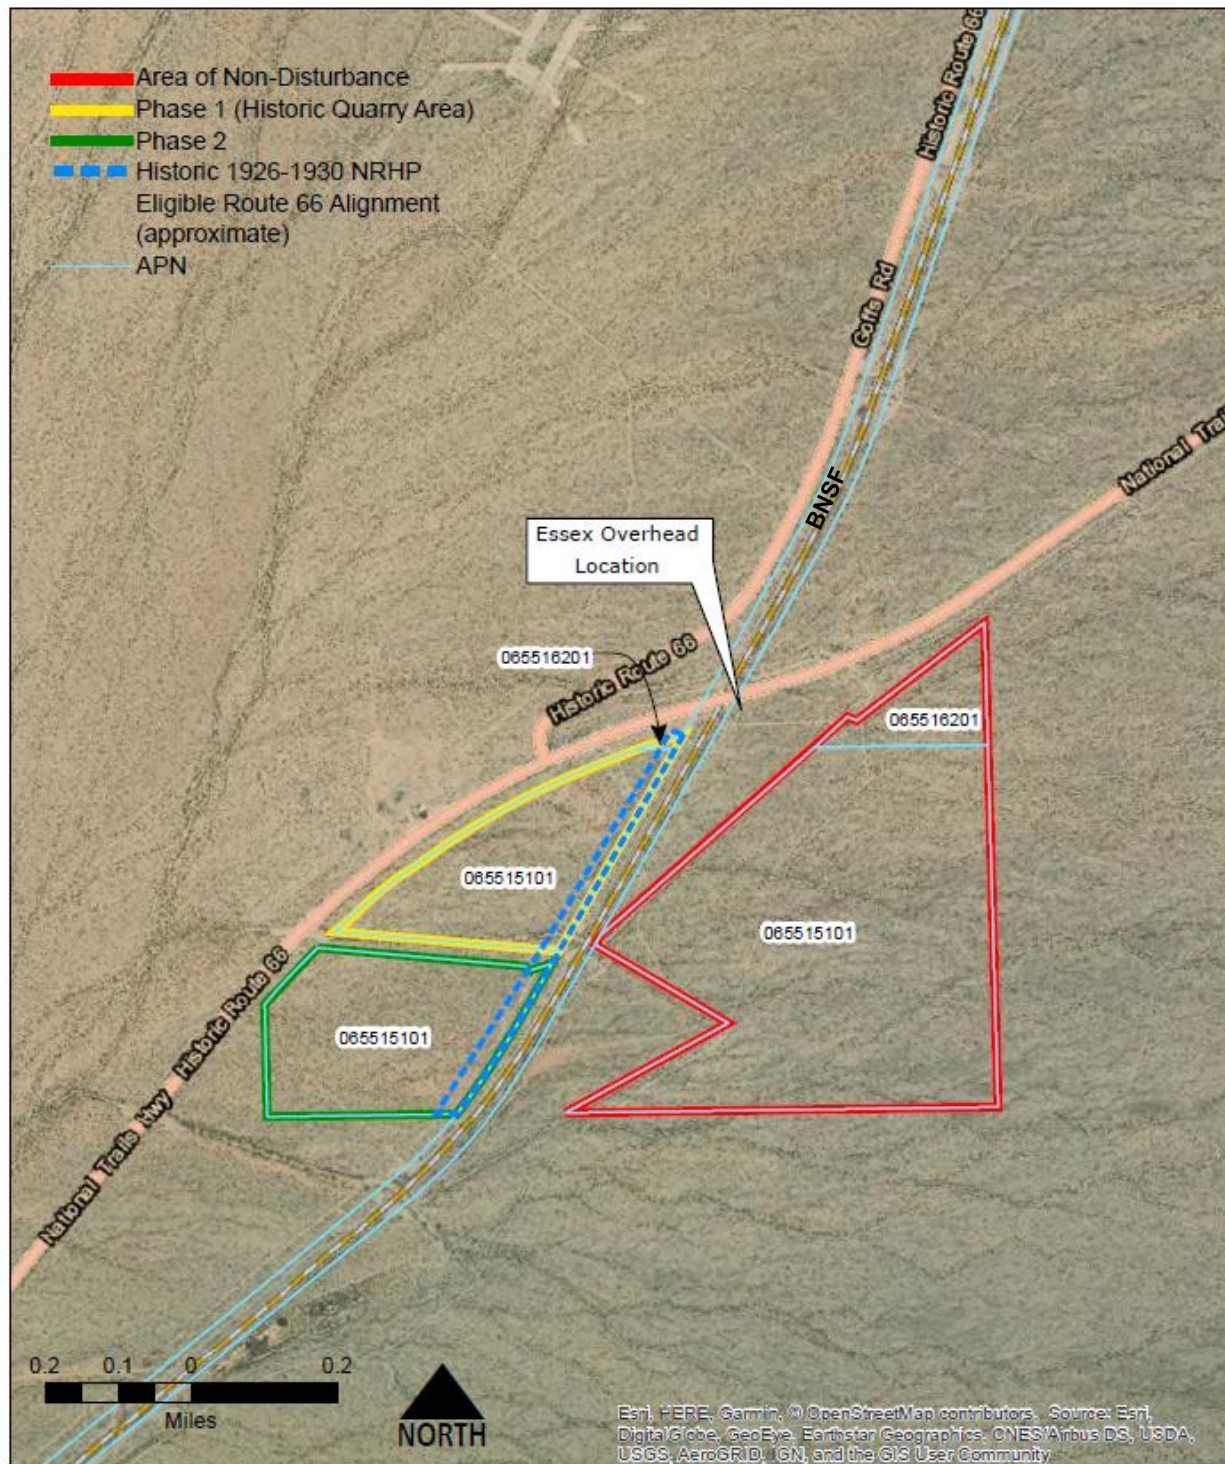 Area of Non-Disturbance
Phase 1 (Historic Quarry Area)
Phase 2
Historic 1926-1930 NRHP
Eligible Route 66 Alignment
(approximate)
APN
Historic Route 66
Goffs Rd
National Trai
BNSF
Essex Overhead
Location
065516201
Historic Route 66
065516201
065515101
065515101
065515101
Historic Route 66
National Trails Hwy
0.2 0.1 0 0.2
Miles
NORTH
Esri, HERE, Garmin, © OpenStreetMap contributors. Source: Esri,
DigitalGlobe, GeoEye, Earthstar Geographics, CNES/Airbus DS, USDA,
USGS, AeroGRID, IGN, and the GIS User Community